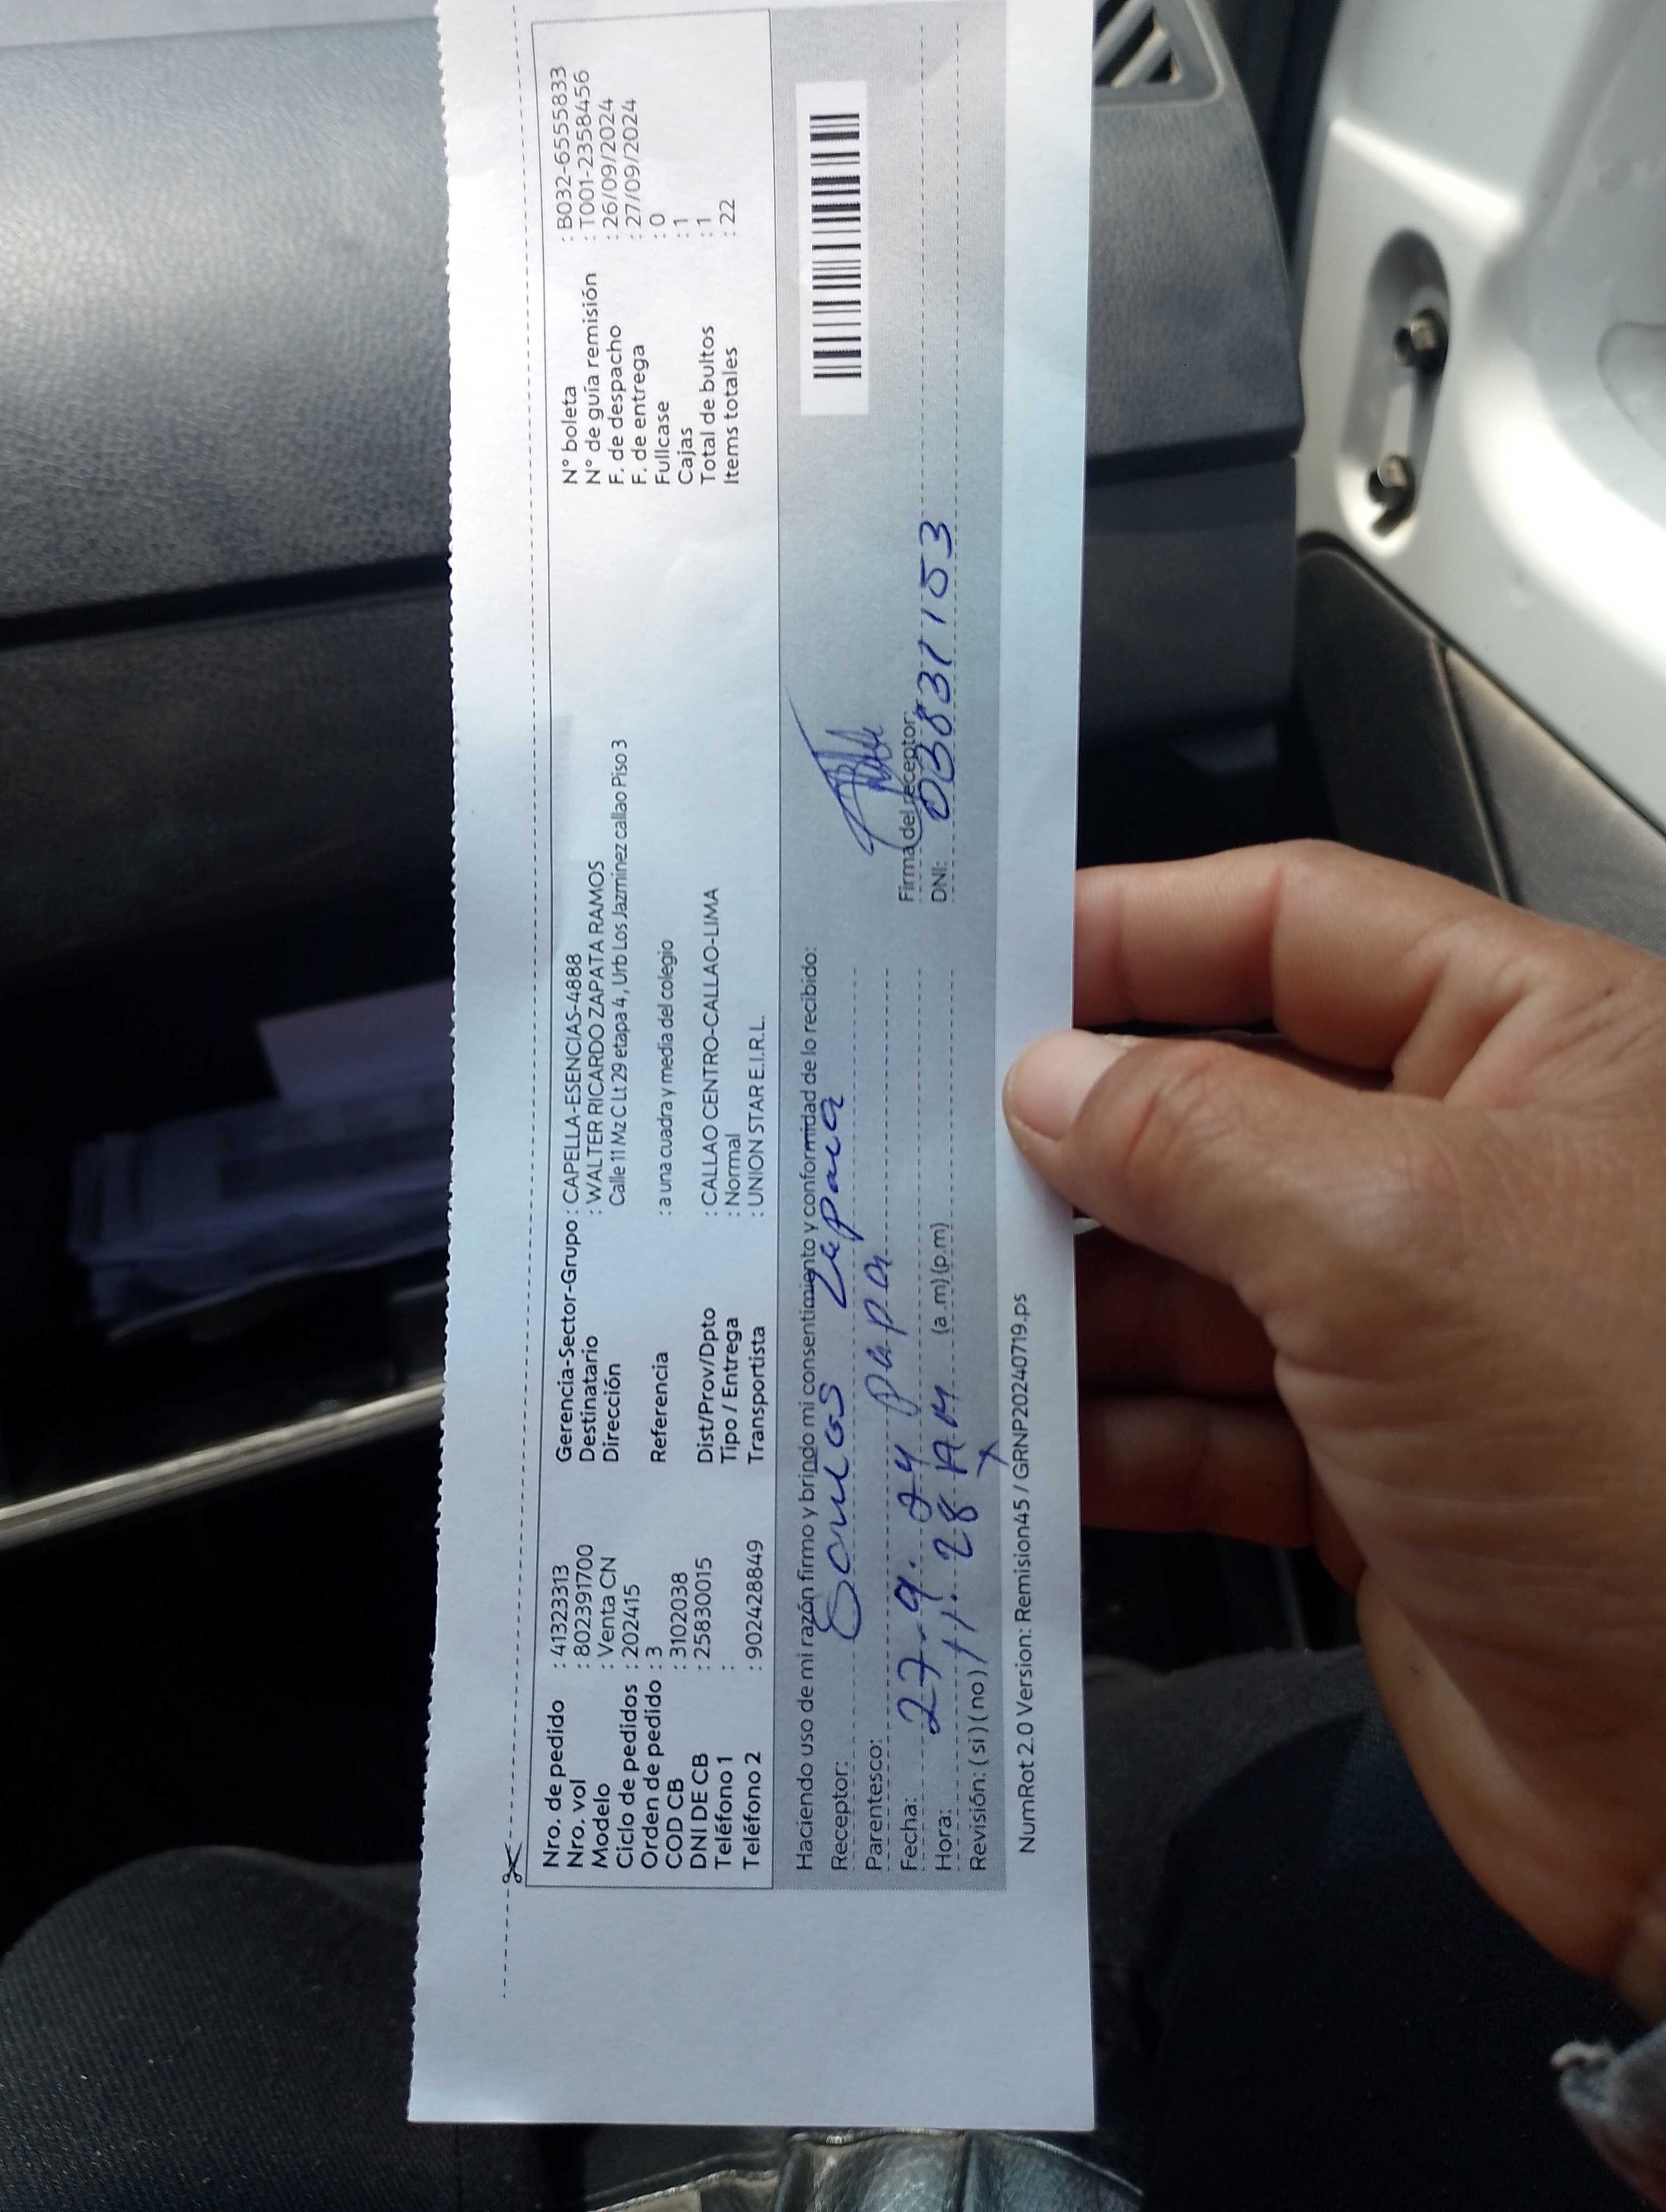 Nro. de pedido : 41323313
Nro. vol : 802391700
Modelo : Venta CN
Ciclo de pedidos : 202415
Orden de pedido : 3
COD CB : 3102038
DNI DE CB : 25830015
Teléfono 1 :
Teléfono 2 : 902428849
Gerencia-Sector-Grupo : CAPELLA-ESENCIAS-4888
Destinatario : WALTER RICARDO ZAPATA RAMOS
Dirección Calle 11 Mz C Lt 29 etapa 4, Urb Los Jazminez callao Piso 3
Referencia : a una cuadra y media del colegio
Dist/Prov/Dpto : CALLAO CENTRO-CALLAO-LIMA
Tipo / Entrega : Normal
Transportista : UNION STAR E.I.R.L.
N° boleta : B032-6555833
N° de guía remisión : T001-2358456
F. de despacho : 26/09/2024
F. de entrega : 27/09/2024
Fullcase : 0
Cajas : 1
Total de bultos : 1
Items totales : 22
Haciendo uso de mi razón firmo y brindo mi consentimiento y conformidad de lo recibido:
Receptor:
Parentesco: papa
Fecha: 27-9.24
Hora: 11:28 AM (a.m) (p.m)
Revisión: ( si ) ( no )
Firma del receptor:
DNI: 03831153
NumRot 2.0 Version: Remision45 / GRNP20240719.ps